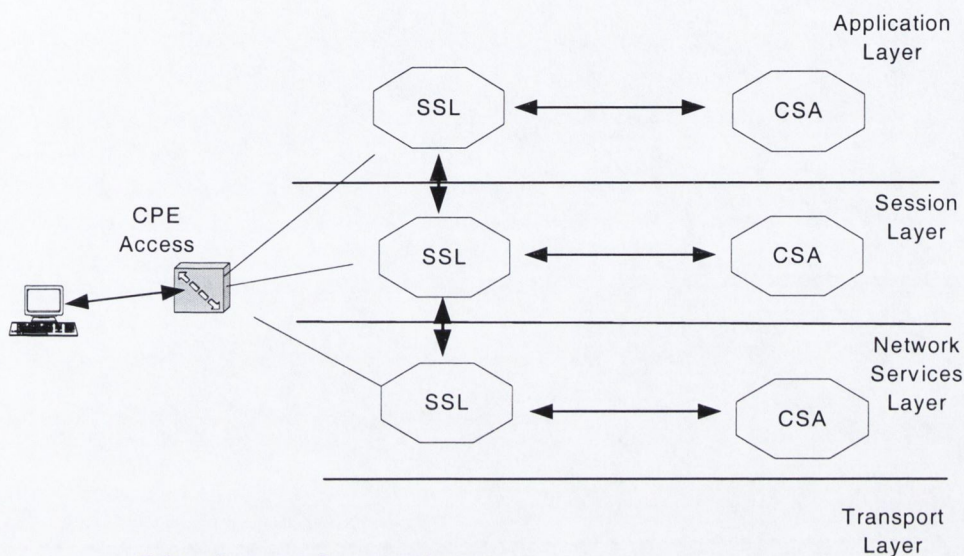 Application
Layer
SSL
CSA
CPE
Access
Session
Layer
SSL
CSA
Network
Services
Layer
SSL
CSA
Transport
Layer